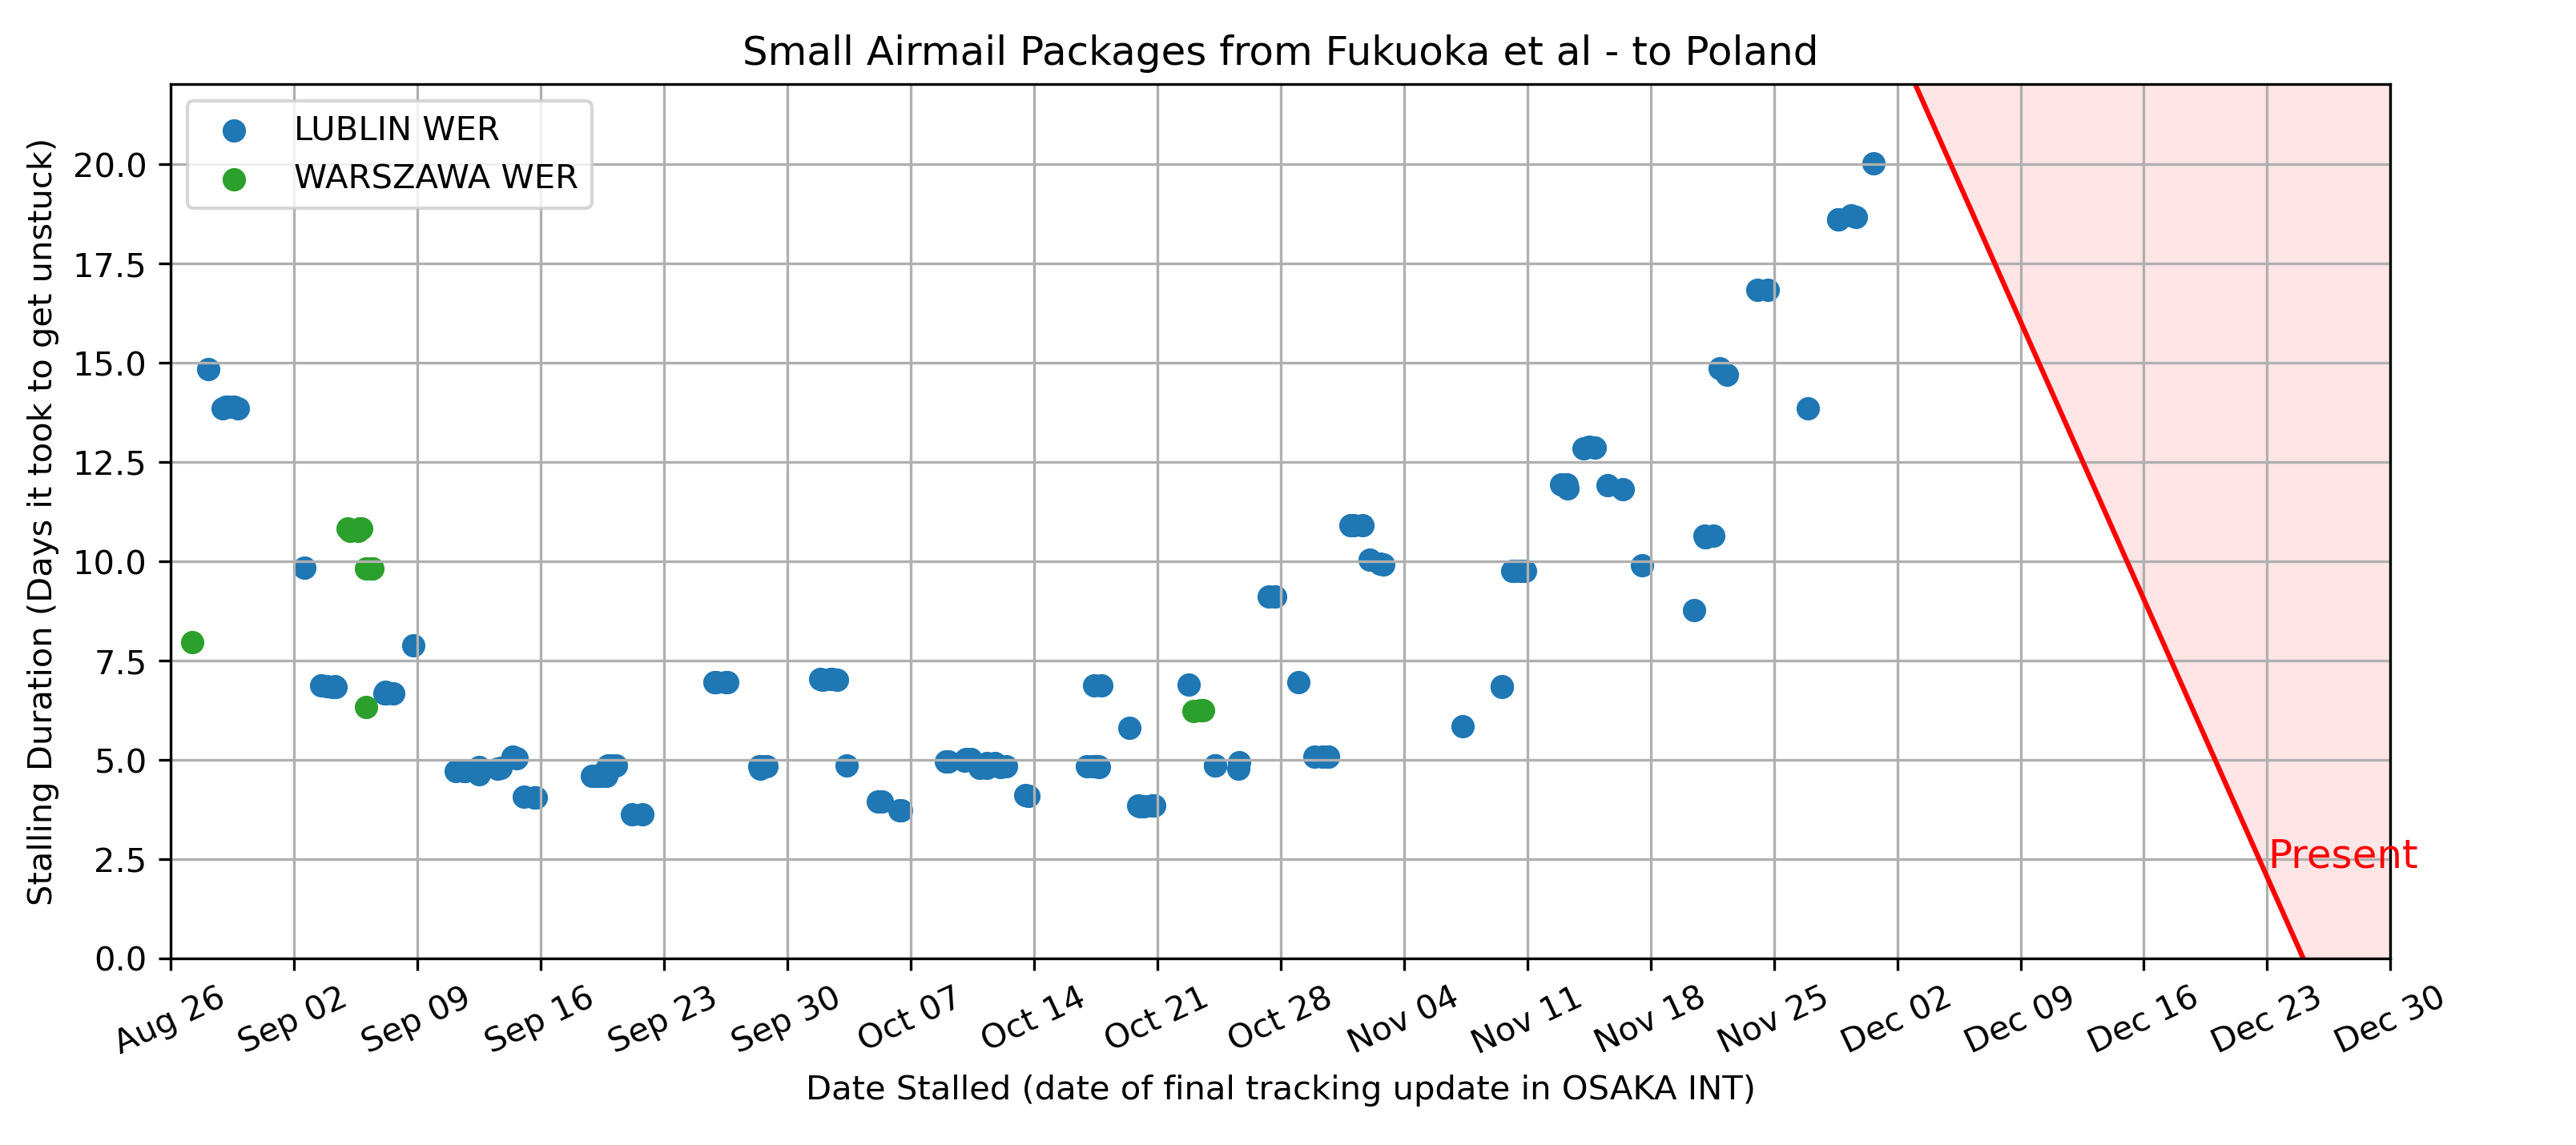 Small Airmail Packages from Fukuoka et al - to Poland
LUBLIN WER
WARSZAWA WER
Stalling Duration (Days it took to get unstuck)
20.0
17.5
15.0
12.5
10.0
7.5
5.0
2.5
0.0
Present
Aug 26
Sep 02
Sep 09
Sep 16
Sep 23
Sep 30
Oct 07
Oct 14
Oct 21
Oct 28
Nov 04
Nov 11
Nov 18
Nov 25
Dec 02
Dec 09
Dec 16
Dec 23
Dec 30
Date Stalled (date of final tracking update in OSAKA INT)